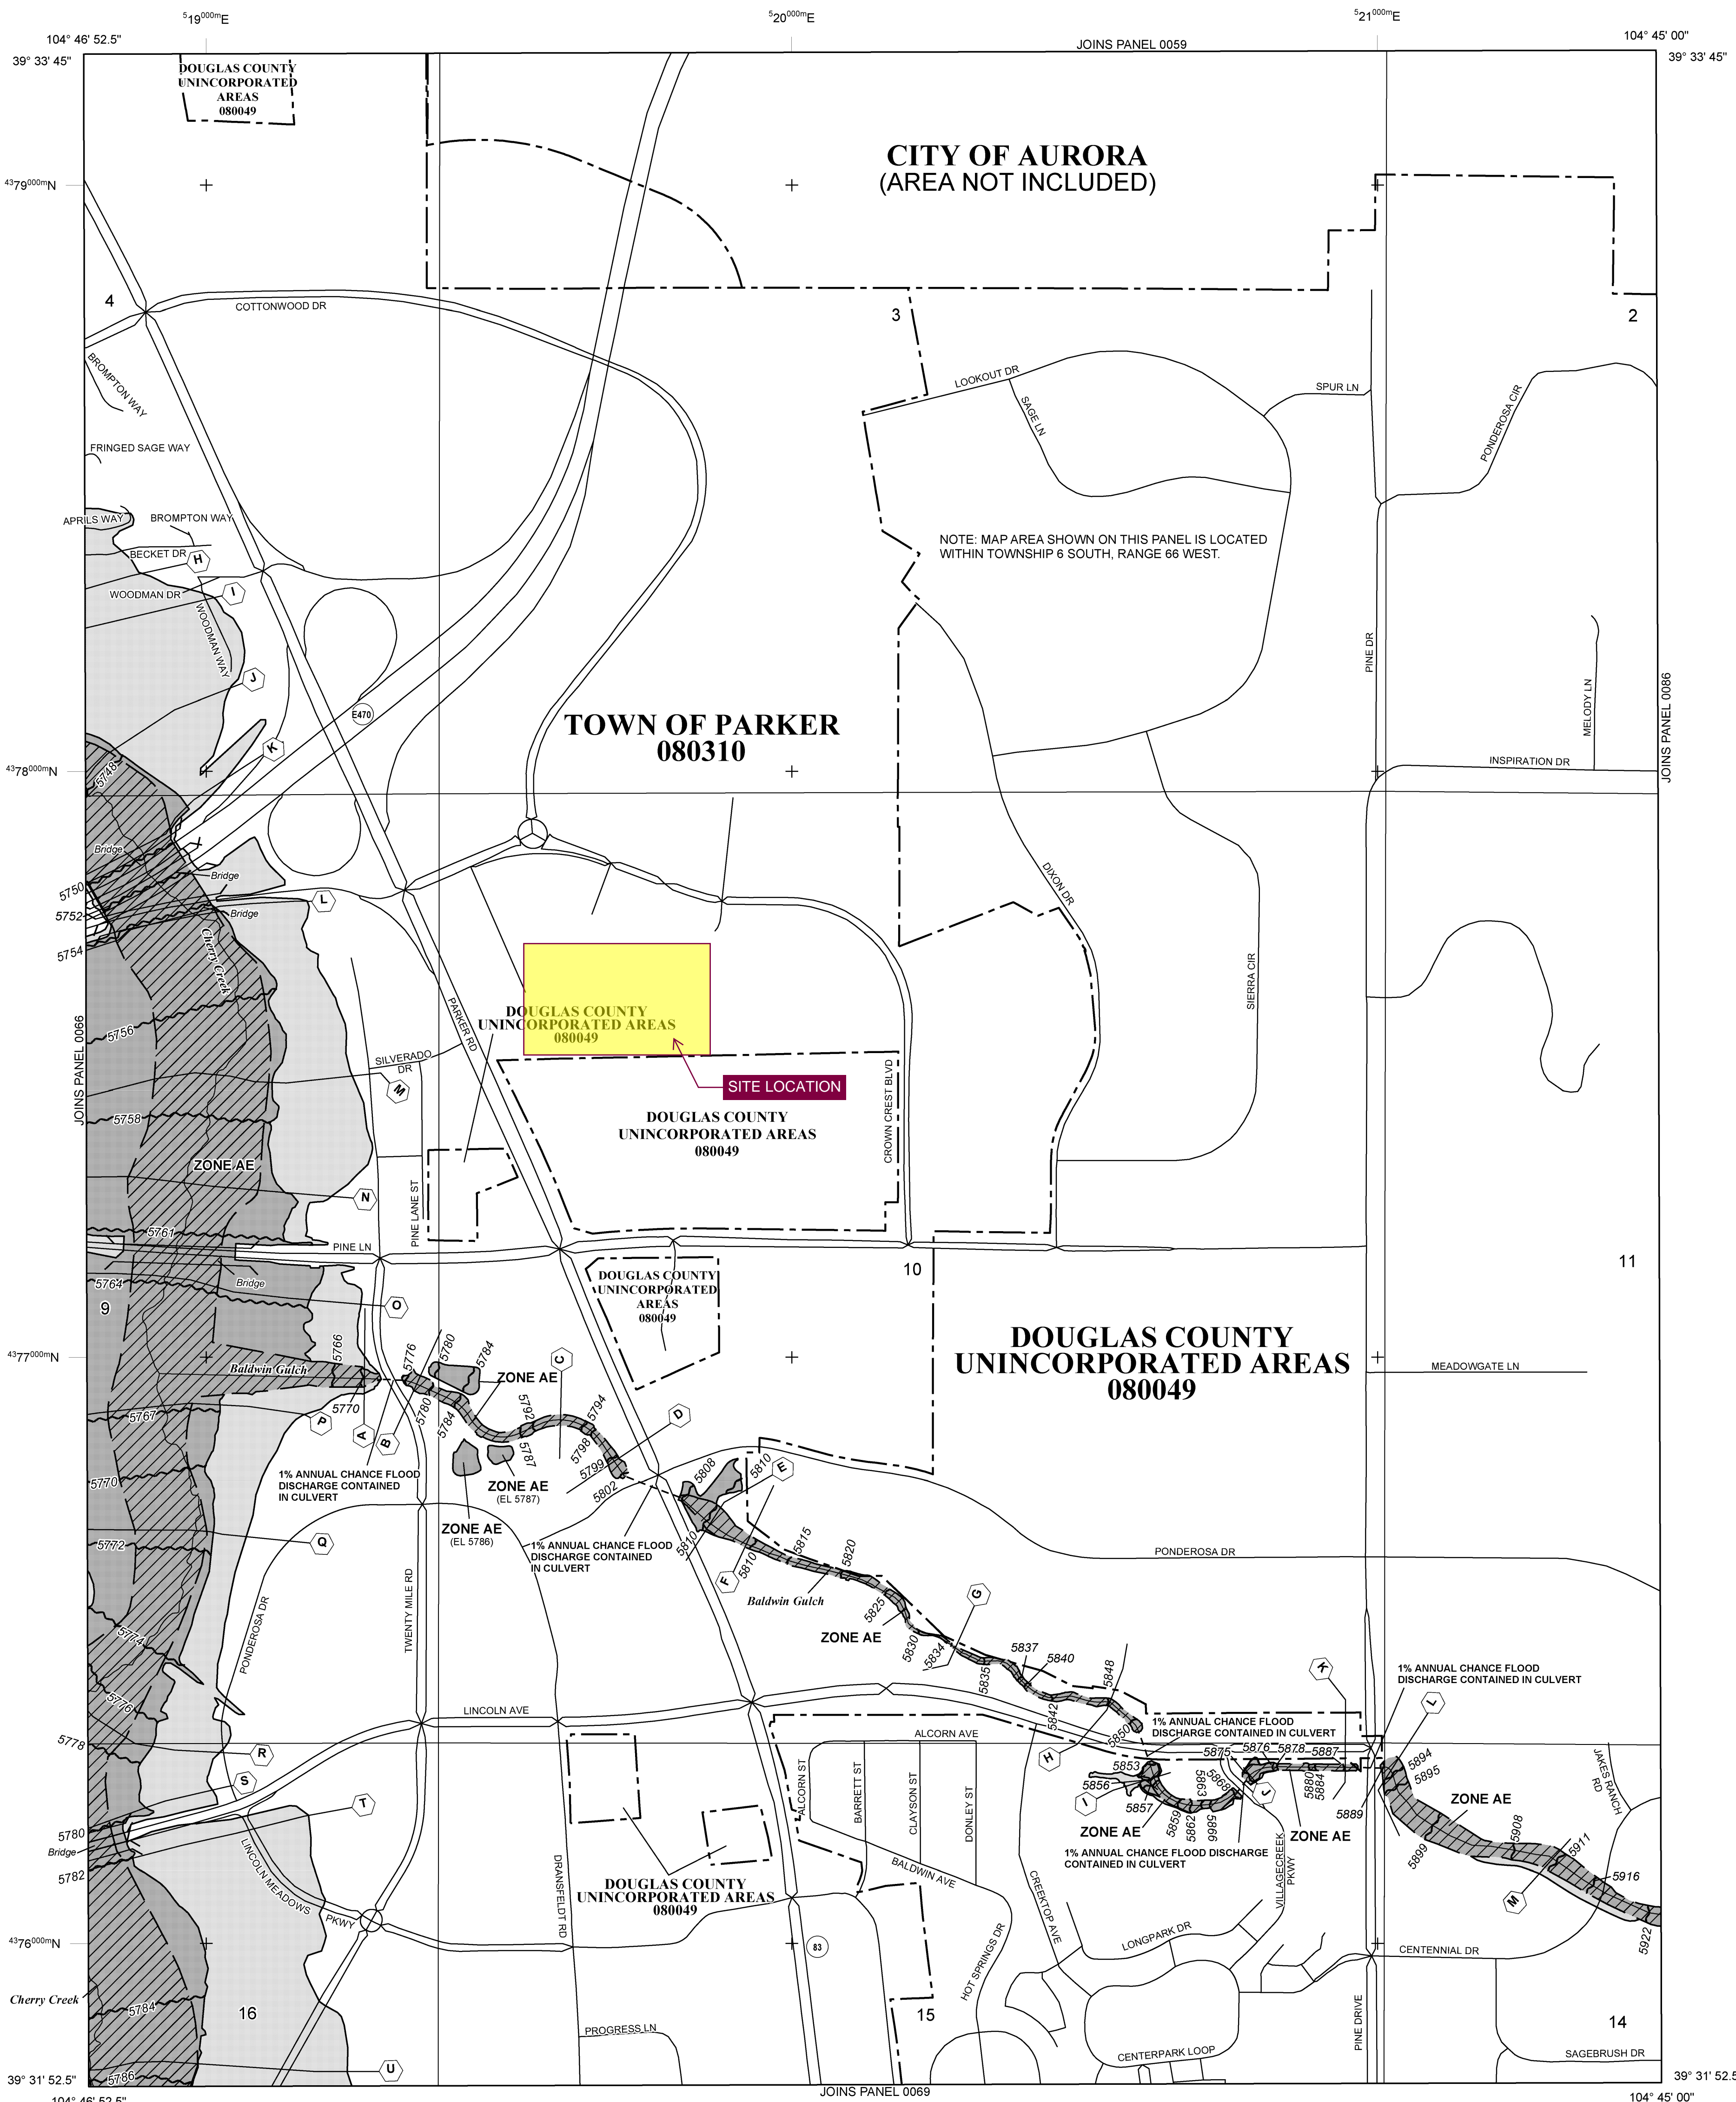 519000mE
520000mE
521000mE
104° 46' 52.5"
JOINS PANEL 0059
104° 45' 00"
39° 33' 45"
39° 33' 45"
DOUGLAS COUNTY
UNINCORPORATED
AREAS
080049
CITY OF AURORA
(AREA NOT INCLUDED)
4379000mN
4
COTTONWOOD DR
3
2
BROMPTON WAY
LOOKOUT DR
SAGE LN
SPUR LN
PONDEROSA CIR
FRINGED SAGE WAY
APRILS WAY
BROMPTON WAY
BECKET DR
H
NOTE: MAP AREA SHOWN ON THIS PANEL IS LOCATED
WITHIN TOWNSHIP 6 SOUTH, RANGE 66 WEST.
WOODMAN DR
I
WOODMAN WAY
J
PINE DR
MELODY LN
JOINS PANEL 0086
E470
TOWN OF PARKER
080310
K
5748
4378000mN
INSPIRATION DR
Bridge
Bridge
5750
L
5752
Bridge
5754
Cherry Creek
DIXON DR
SIERRA CIR
PARKER RD
DOUGLAS COUNTY
UNINCORPORATED AREAS
080049
5756
JOINS PANEL 0066
SILVERADO
DR
M
SITE LOCATION
CROWN CREST BLVD
5758
DOUGLAS COUNTY
UNINCORPORATED AREAS
080049
ZONE AE
N
PINE LANE ST
5761
PINE LN
10
11
5764
Bridge
9
O
DOUGLAS COUNTY
UNINCORPORATED
AREAS
080049
DOUGLAS COUNTY
UNINCORPORATED AREAS
080049
4377000mN
Baldwin Gulch
5766
5776
5780
5784
C
MEADOWGATE LN
ZONE AE
5770
5767
P
A
B
5780
5784
5792
5794
D
5787
5798
5799
5802
5808
5810
E
5770
1% ANNUAL CHANCE FLOOD
DISCHARGE CONTAINED
IN CULVERT
ZONE AE
(EL 5787)
ZONE AE
(EL 5786)
Q
5772
1% ANNUAL CHANCE FLOOD
DISCHARGE CONTAINED
IN CULVERT
5810
F
5810
5815
5820
PONDEROSA DR
Baldwin Gulch
G
5825
ZONE AE
5830
5834
PONDEROSA DR
TWENTY MILE RD
5774
5835
5837
5840
5848
K
1% ANNUAL CHANCE FLOOD
DISCHARGE CONTAINED IN CULVERT
5776
LINCOLN AVE
5842
5850
L
1% ANNUAL CHANCE FLOOD
DISCHARGE CONTAINED IN CULVERT
ALCORN AVE
5778
R
H
5875
5876
5878
5887
5894
5895
S
5853
5856
5857
I
5863
5868
J
5880
5884
5889
T
ALCORN ST
BARRETT ST
CLAYSON ST
DONLEY ST
JAKES RANCH
RD
ZONE AE
5780
Bridge
5782
ZONE AE
5859
5862
5866
ZONE AE
5899
5908
5911
5916
1% ANNUAL CHANCE FLOOD DISCHARGE
CONTAINED IN CULVERT
LINCOLN MEADOWS
PKWY
DRANSFELDT RD
DOUGLAS COUNTY
UNINCORPORATED AREAS
080049
BALDWIN AVE
CREEKTOP AVE
VILLAGECREEK
PKWY
M
5922
4376000mN
83
HOT SPRINGS DR
LONGPARK DR
CENTENNIAL DR
Cherry Creek
5784
16
15
14
PROGRESS LN
PINE DRIVE
CENTERPARK LOOP
SAGEBRUSH DR
5786
U
39° 31' 52.5"
39° 31' 52.5
JOINS PANEL 0069
104° 46' 52.5"
104° 45' 00"